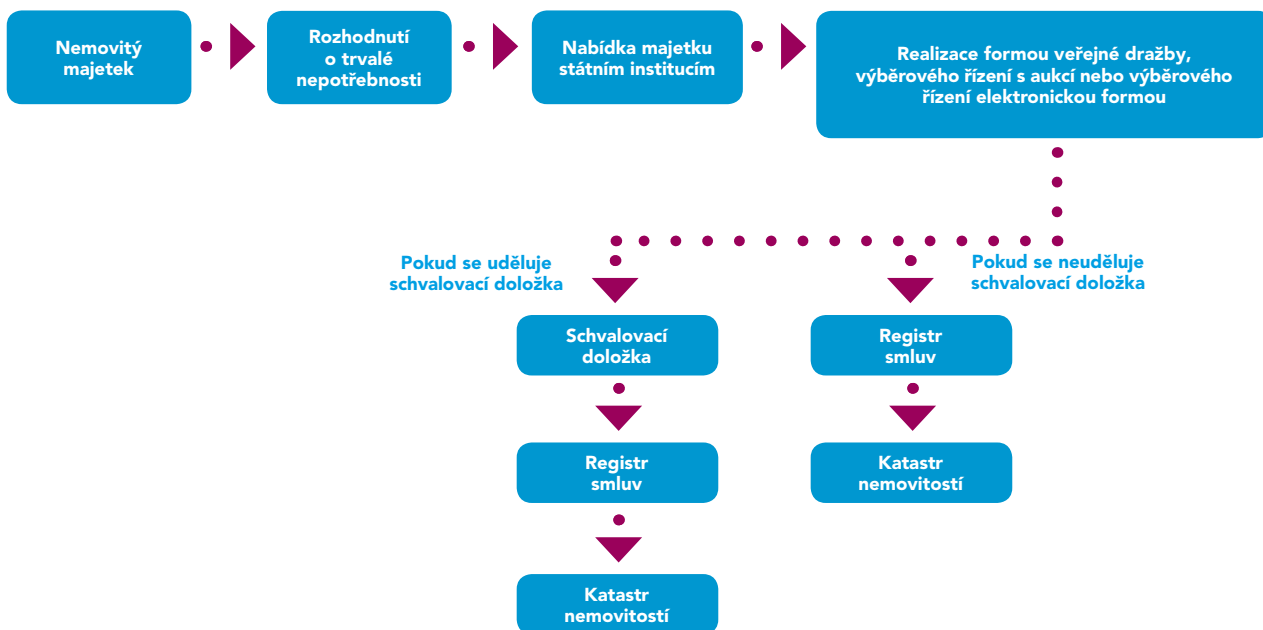 Nemovitý
majetek
Rozhodnutí
o trvalé
nepotřebnosti
Nabídka majetku
státním institucím
Realizace formou veřejné dražby,
výběrového řízení s aukcí nebo výběrového
řízení elektronickou formou
Pokud se uděluje
schvalovací doložka
Pokud se neuděluje
schvalovací doložka
Schvalovací
doložka
Registr
smluv
Registr
smluv
Katastr
nemovitostí
Katastr
nemovitostí